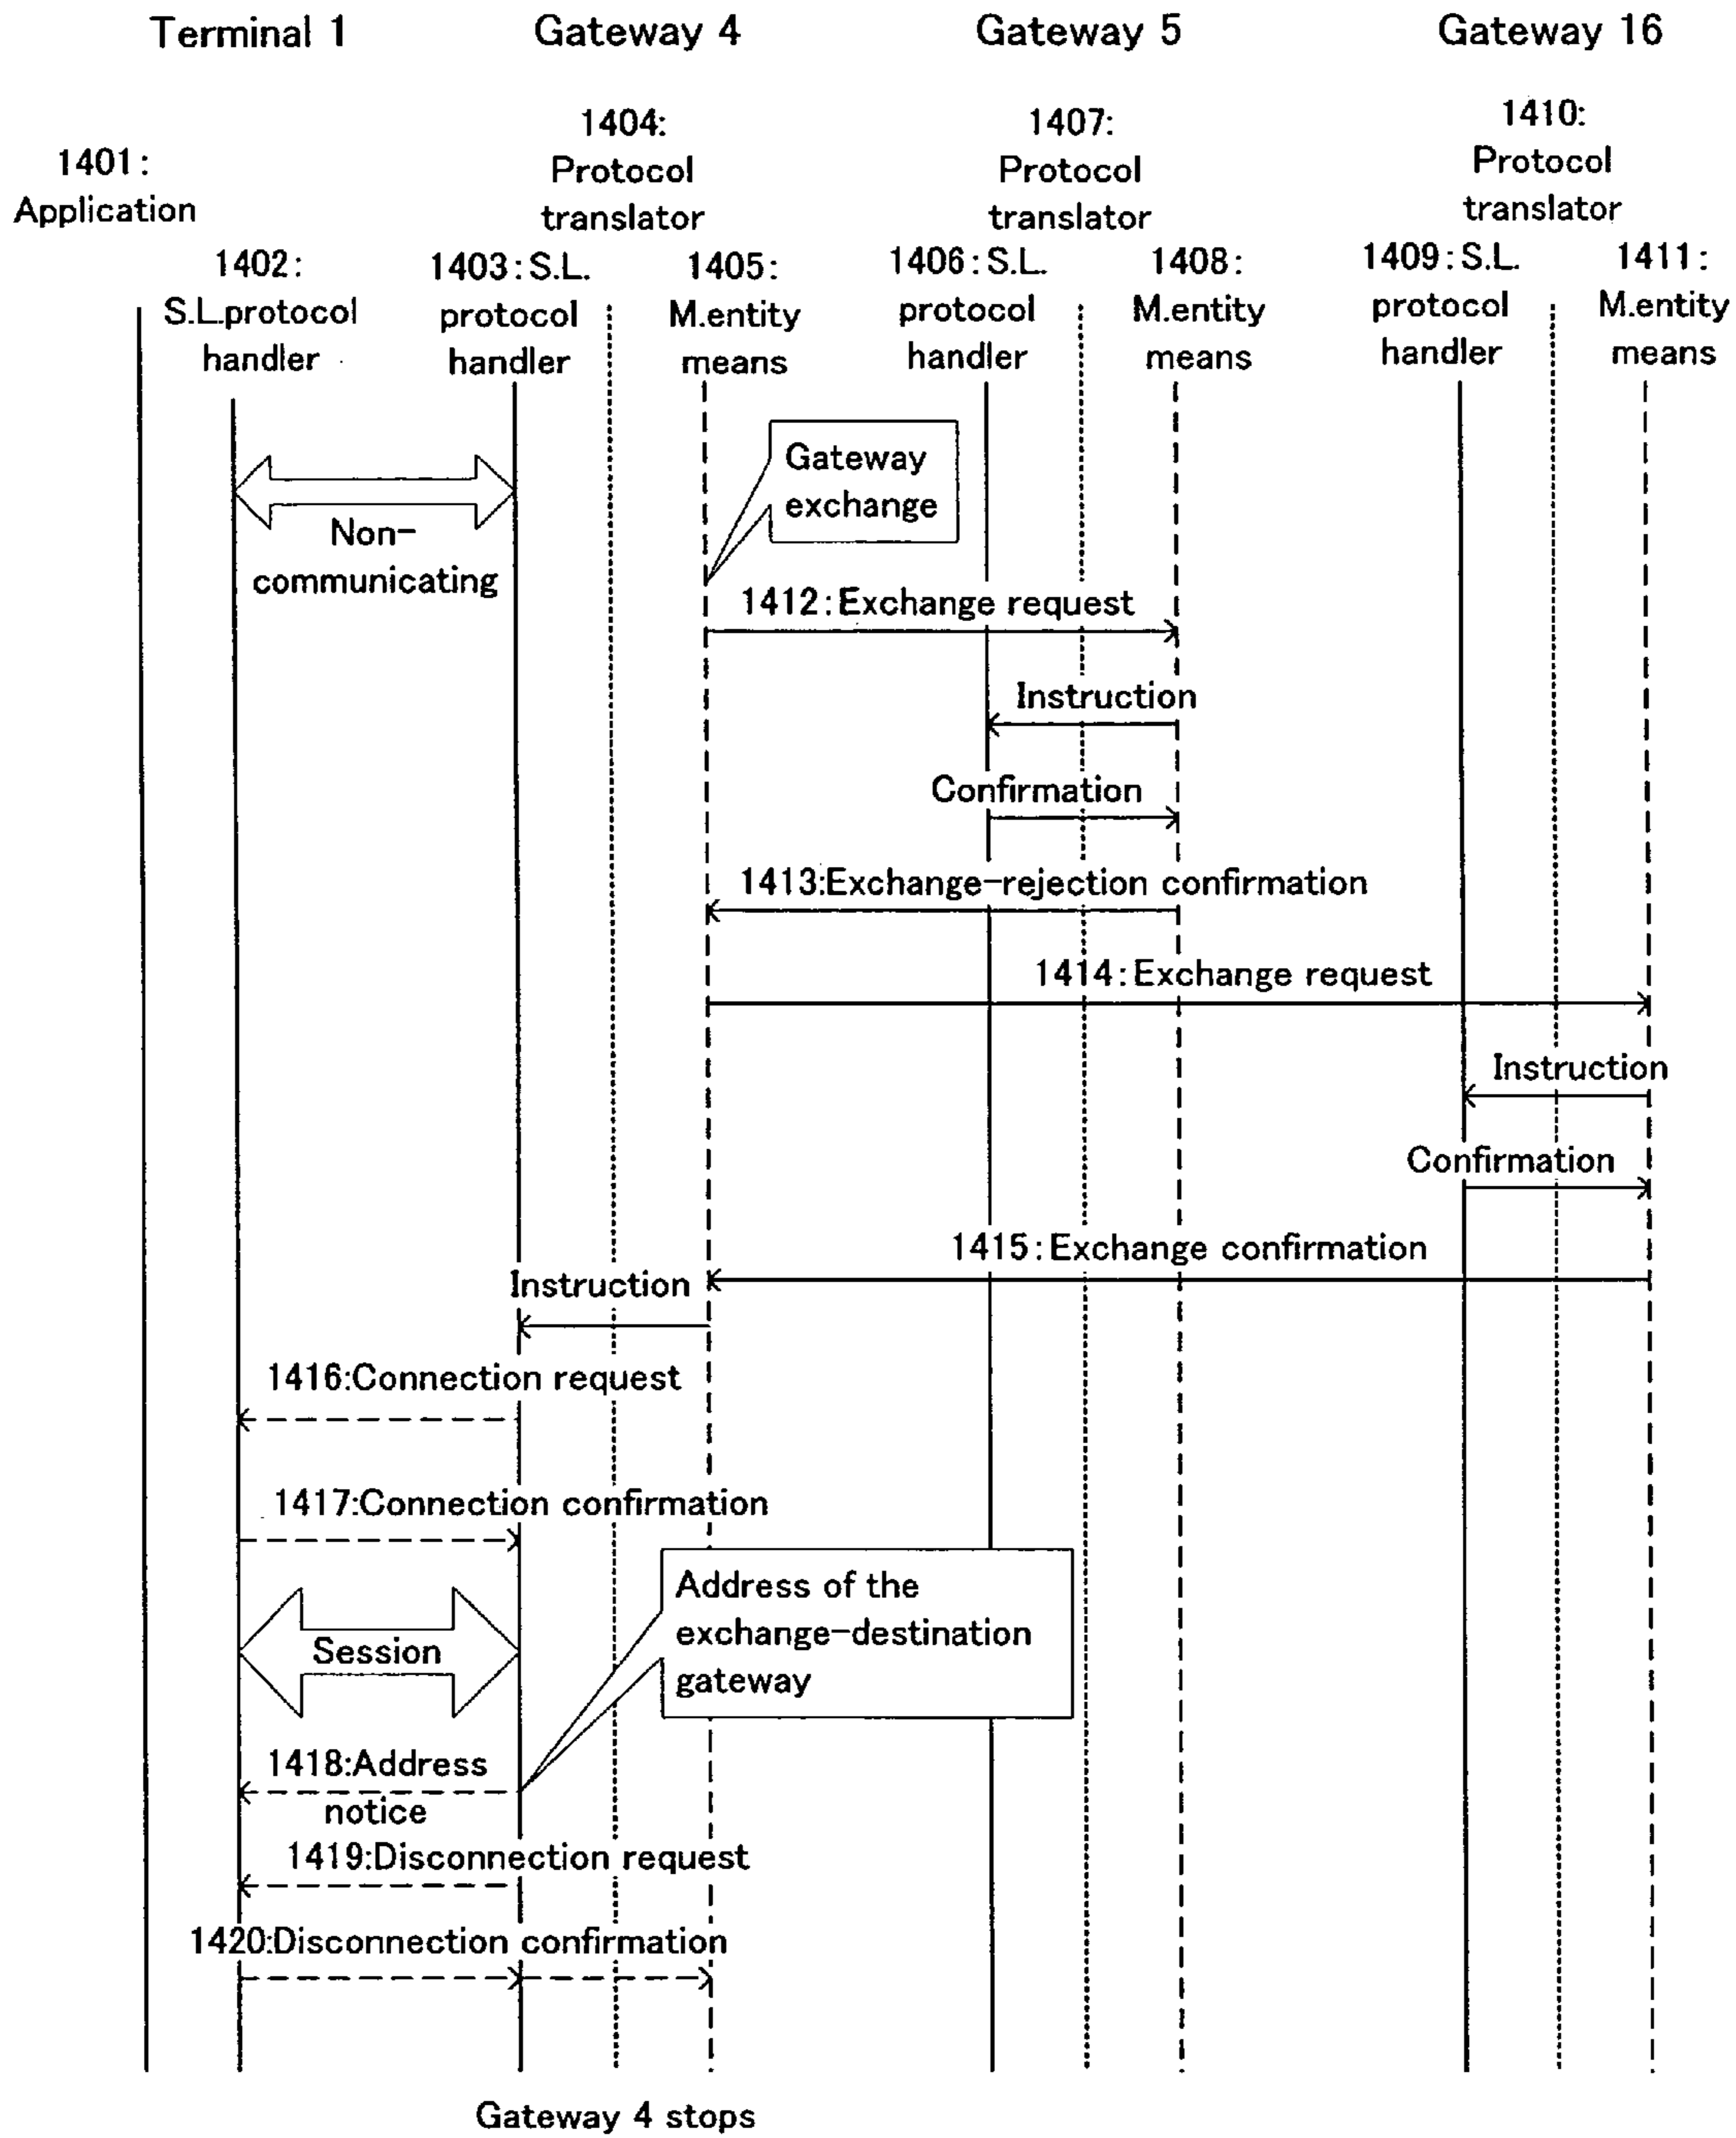 Terminal 1
Gateway 4
Gateway 5
Gateway 16
1401:
Application
1402:
S.L.protocol
handler
1403:S.L.
protocol
handler
1404:
Protocol
translator
1405:
M.entity
means
1406:S.L.
protocol
handler
1407:
Protocol
translator
1408:
M.entity
means
1409:S.L.
protocol
handler
1410:
Protocol
translator
1411:
M.entity
means
Gateway
exchange
Non-
communicating
1412:Exchange request
Instruction
Confirmation
1413:Exchange-rejection confirmation
1414:Exchange request
Instruction
Confirmation
1415:Exchange confirmation
Instruction
1416:Connection request
1417:Connection confirmation
Address of the
exchange-destination
gateway
Session
1418:Address
notice
1419:Disconnection request
1420:Disconnection confirmation
Gateway 4 stops